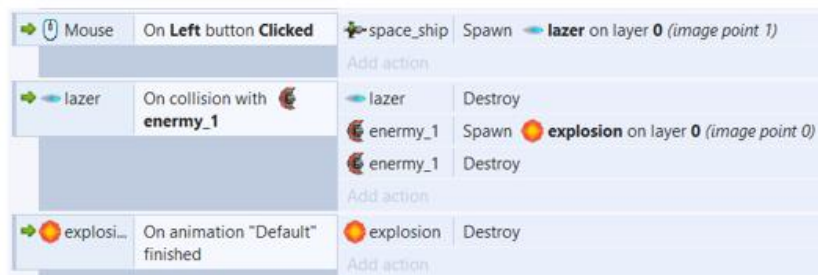 Mouse On Left button Clicked space_ship Spawn lazer on layer 0 (image point 1)
Add action
lazer On collision with enermy_1 lazer Destroy
enermy_1 Spawn explosion on layer 0 (image point 0)
enermy_1 Destroy
Add action
explosi... On animation "Default" finished explosion Destroy
Add action